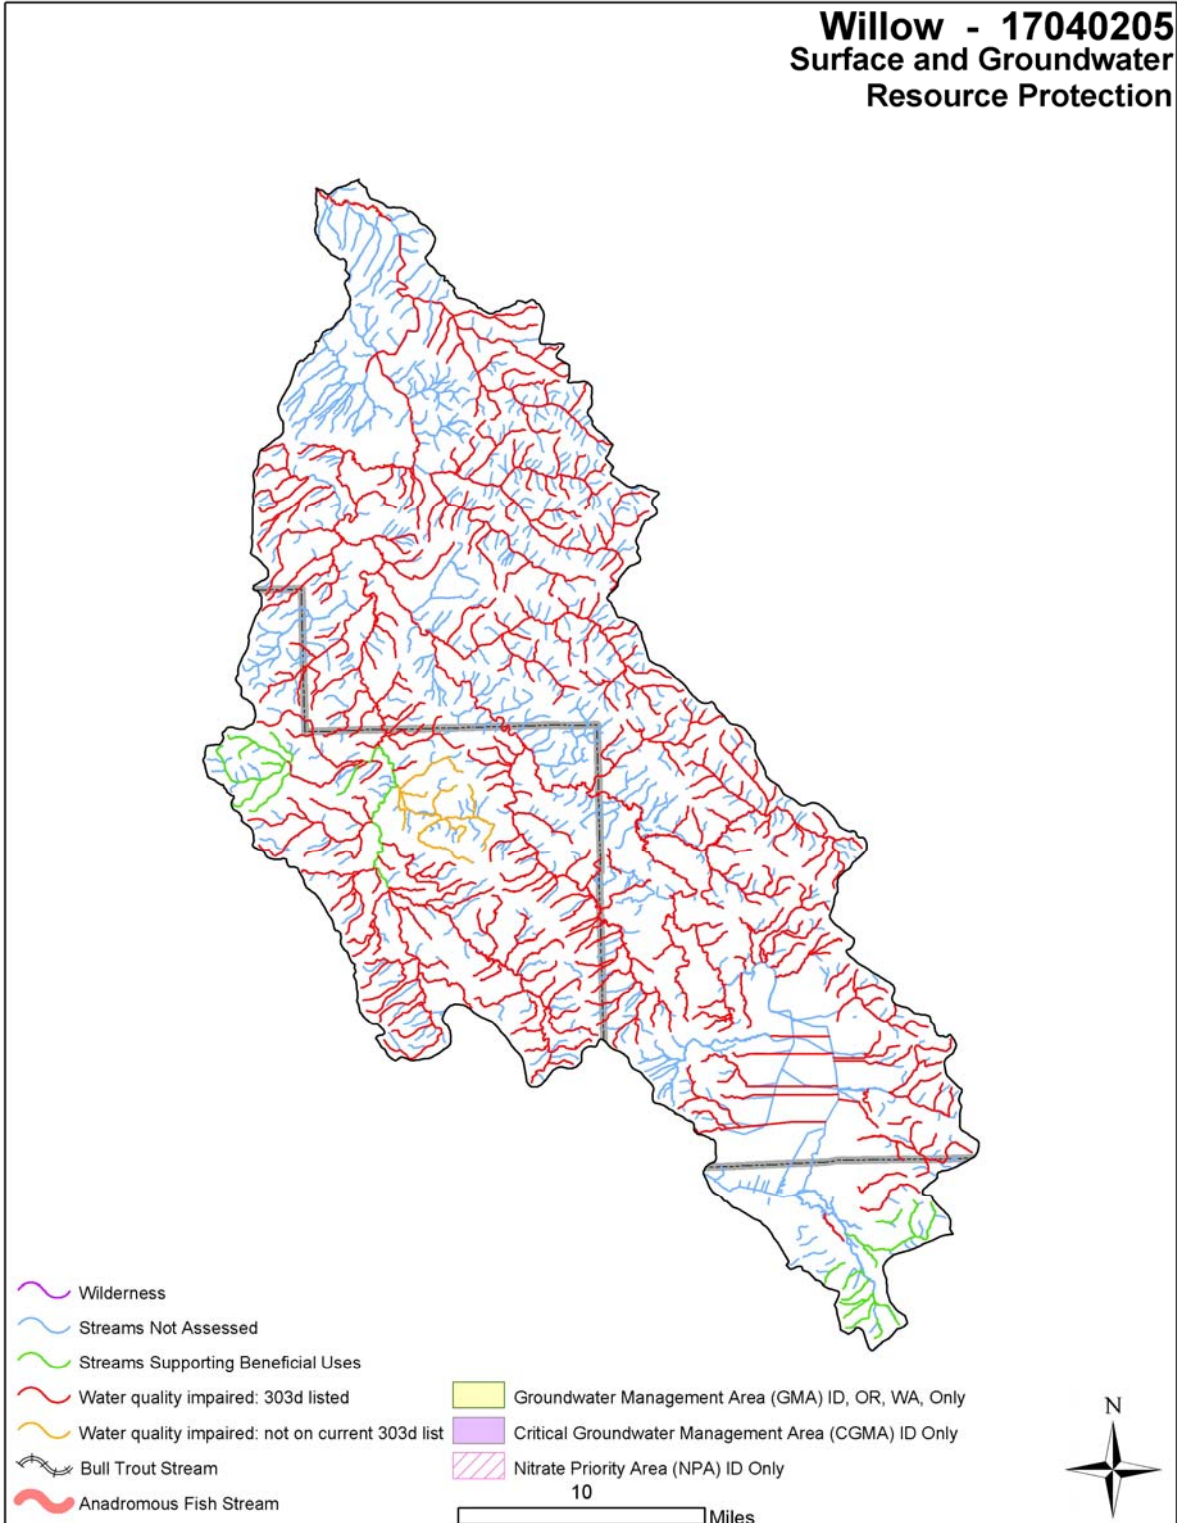 Willow - 17040205
Surface and Groundwater
Resource Protection
Wilderness
Streams Not Assessed
Streams Supporting Beneficial Uses
Water quality impaired: 303d listed
Water quality impaired: not on current 303d list
Bull Trout Stream
Anadromous Fish Stream
Groundwater Management Area (GMA) ID, OR, WA, Only
Critical Groundwater Management Area (CGMA) ID Only
Nitrate Priority Area (NPA) ID Only
10
Miles
N